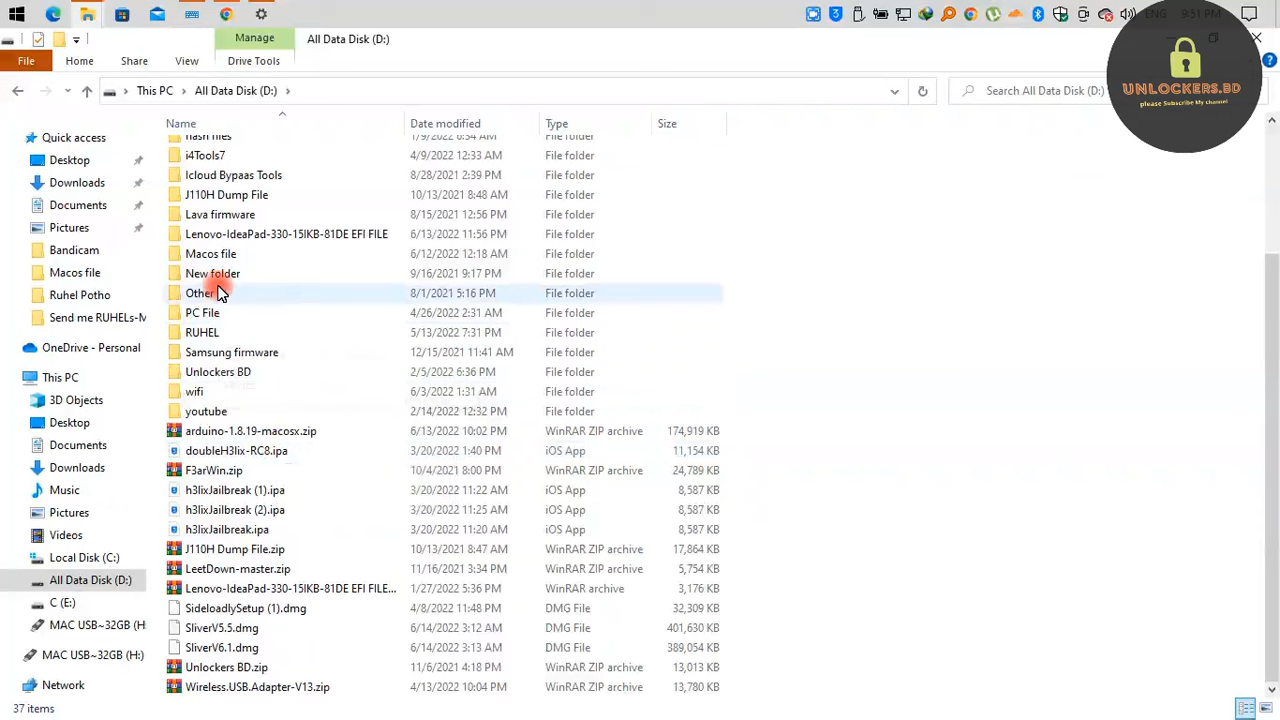 ENG 9:51 PM
Manage All Data Disk (D:)
File Home Share View Drive Tools
This PC All Data Disk (D:) Search All Data Disk (D:)
UNLOCKERS.BD
please Subscribe My channel
Name Date modified Type Size
Quick access
Desktop
Downloads
Documents
Pictures
Bandicam
Macos file
Ruhel Potho
Send me RUHELs-M
OneDrive - Personal
This PC
3D Objects
Desktop
Documents
Downloads
Music
Pictures
Videos
Local Disk (C:)
All Data Disk (D:)
C (E:)
MAC USB~32GB (H:
MAC USB~32GB (H:)
Network
flash files 1/9/2022 6:54 AM File folder
i4Tools7 4/9/2022 12:33 AM File folder
Icloud Bypaas Tools 8/28/2021 2:39 PM File folder
J110H Dump File 10/13/2021 8:48 AM File folder
Lava firmware 8/15/2021 12:56 PM File folder
Lenovo-IdeaPad-330-15IKB-81DE EFI FILE 6/13/2022 11:56 PM File folder
Macos file 6/12/2022 12:18 AM File folder
New folder 9/16/2021 9:17 PM File folder
Other 8/1/2021 5:16 PM File folder
PC File 4/26/2022 2:31 AM File folder
RUHEL 5/13/2022 7:31 PM File folder
Samsung firmware 12/15/2021 11:41 AM File folder
Unlockers BD 2/5/2022 6:36 PM File folder
wifi 6/3/2022 1:31 AM File folder
youtube 2/14/2022 12:32 PM File folder
arduino-1.8.19-macosx.zip 6/13/2022 10:02 PM WinRAR ZIP archive 174,919 KB
doubleH3lix-RC8.ipa 3/20/2022 1:40 PM iOS App 11,154 KB
F3arWin.zip 10/4/2021 8:00 PM WinRAR ZIP archive 24,789 KB
h3lixJailbreak (1).ipa 3/20/2022 11:22 AM iOS App 8,587 KB
h3lixJailbreak (2).ipa 3/20/2022 11:25 AM iOS App 8,587 KB
h3lixJailbreak.ipa 3/20/2022 11:20 AM iOS App 8,587 KB
J110H Dump File.zip 10/13/2021 8:47 AM WinRAR ZIP archive 17,864 KB
LeetDown-master.zip 11/16/2021 3:34 PM WinRAR ZIP archive 5,754 KB
Lenovo-IdeaPad-330-15IKB-81DE EFI FILE... 1/27/2022 5:36 PM WinRAR archive 3,176 KB
SideloadlySetup (1).dmg 4/8/2022 11:48 PM DMG File 32,309 KB
SliverV5.5.dmg 6/14/2022 3:12 AM DMG File 401,630 KB
SliverV6.1.dmg 6/14/2022 3:13 AM DMG File 389,054 KB
Unlockers BD.zip 11/6/2021 4:18 PM WinRAR ZIP archive 13,013 KB
Wireless.USB.Adapter-V13.zip 4/13/2022 10:04 PM WinRAR ZIP archive 13,780 KB
37 items